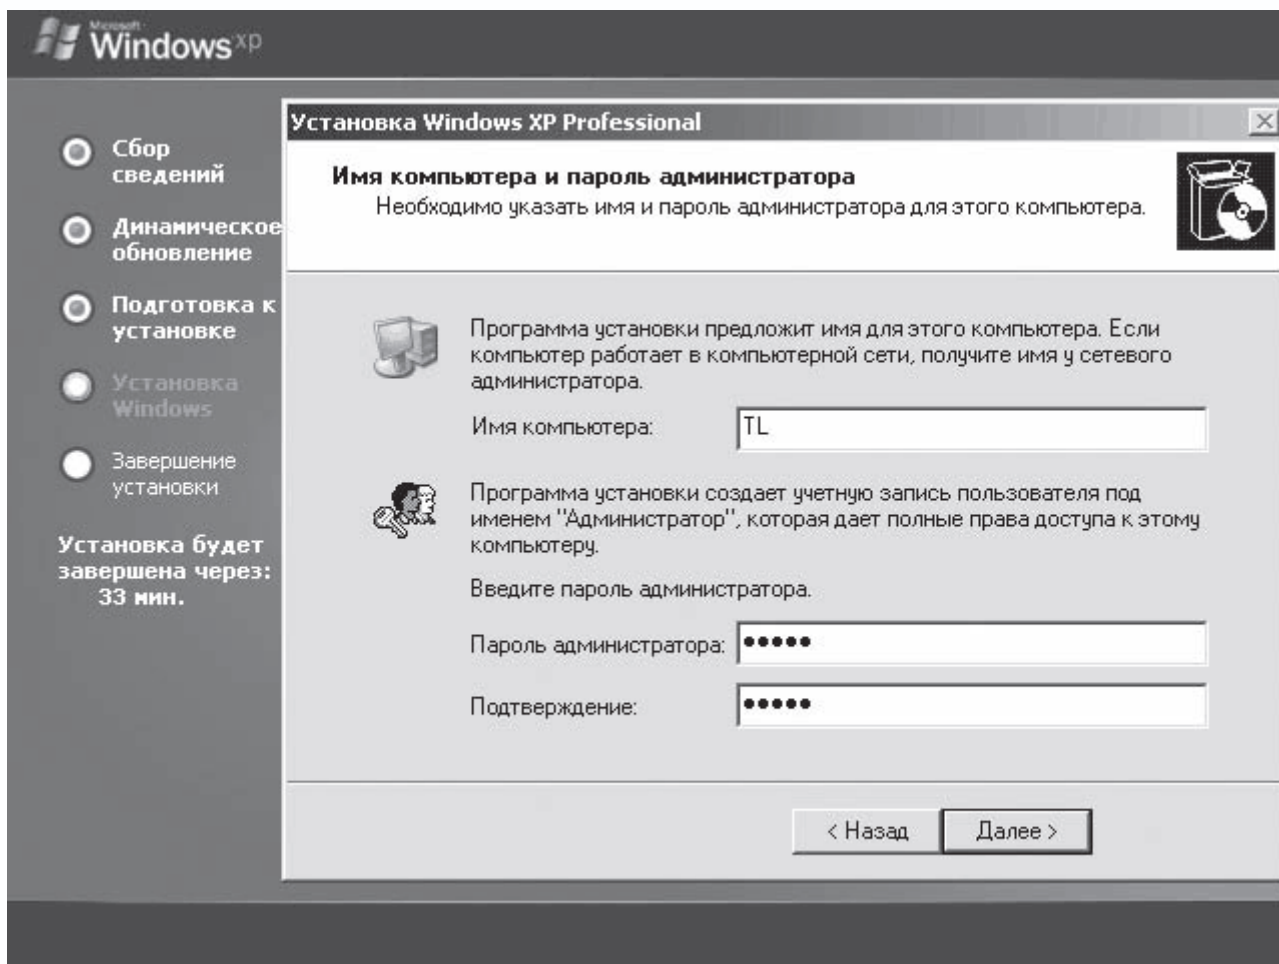 Microsoft
Windows xp
Сбор
сведений
Динамическое
обновление
Подготовка к
установке
Установка
Windows
Завершение
установки
Установка будет
завершена через:
33 мин.
Установка Windows XP Professional
Имя компьютера и пароль администратора
Необходимо указать имя и пароль администратора для этого компьютера.
Программа установки предложит имя для этого компьютера. Если
компьютер работает в компьютерной сети, получите имя у сетевого
администратора.
Имя компьютера: TL
Программа установки создает учетную запись пользователя под
именем "Администратор", которая дает полные права доступа к этому
компьютеру.
Введите пароль администратора.
Пароль администратора: •••••
Подтверждение: •••••
< Назад
Далее >